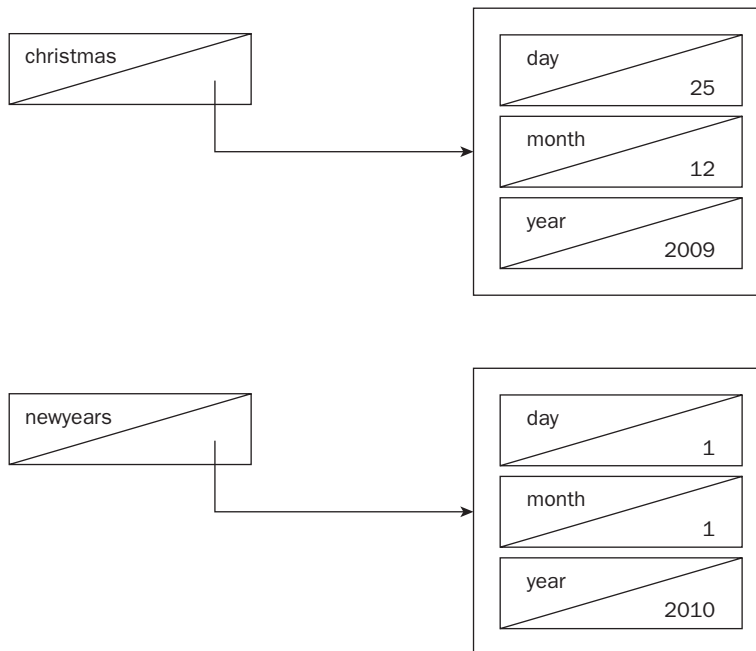 christmas
day
25
month
12
year
2009
newyears
day
1
month
1
year
2010